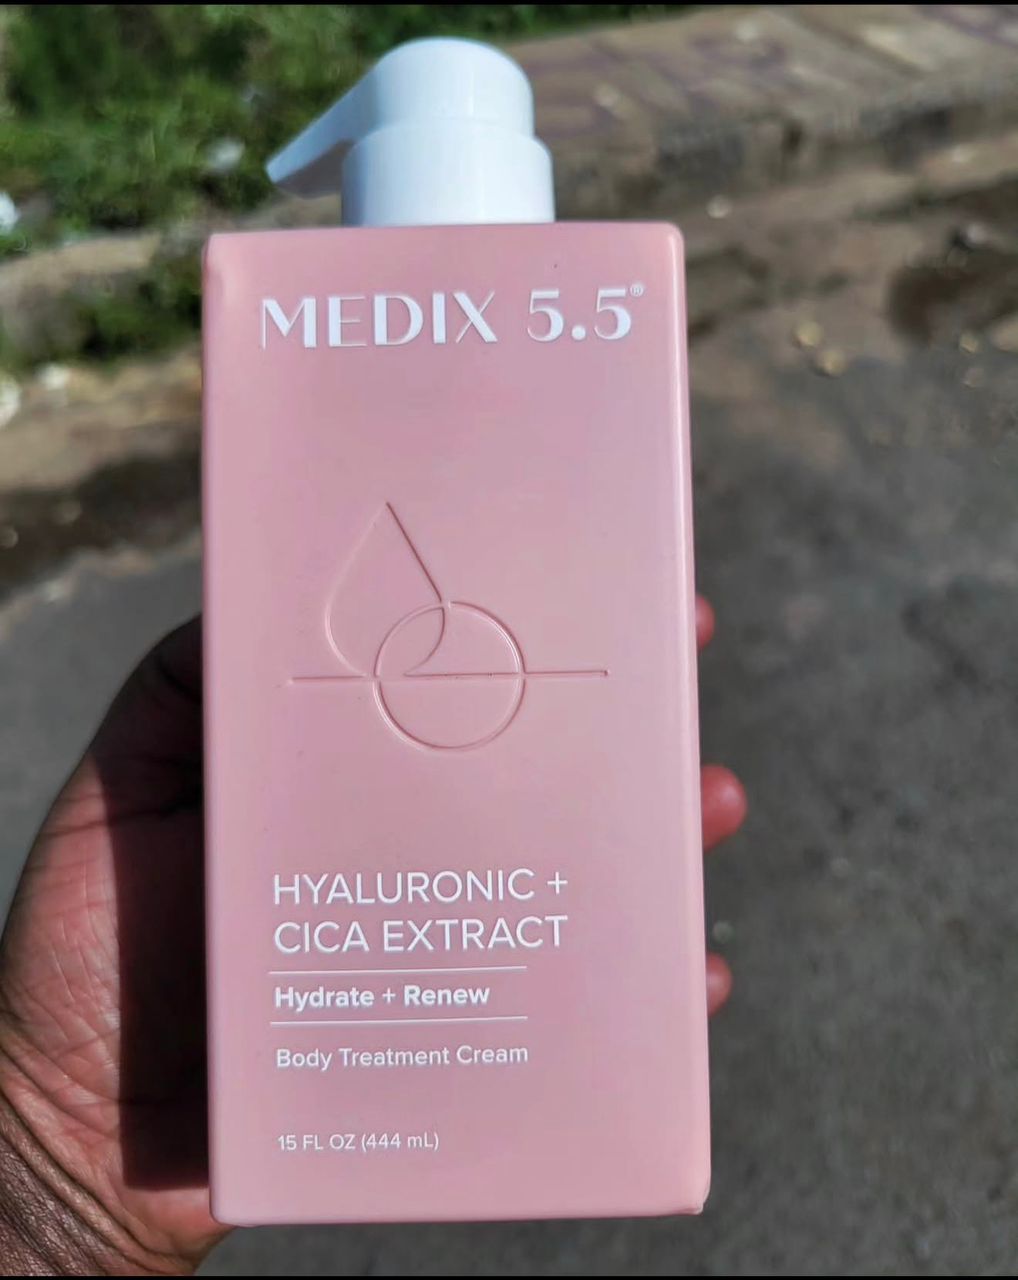 MEDIX 5.5®
HYALURONIC +
CICA EXTRACT
Hydrate + Renew
Body Treatment Cream
15 FL OZ (444 mL)